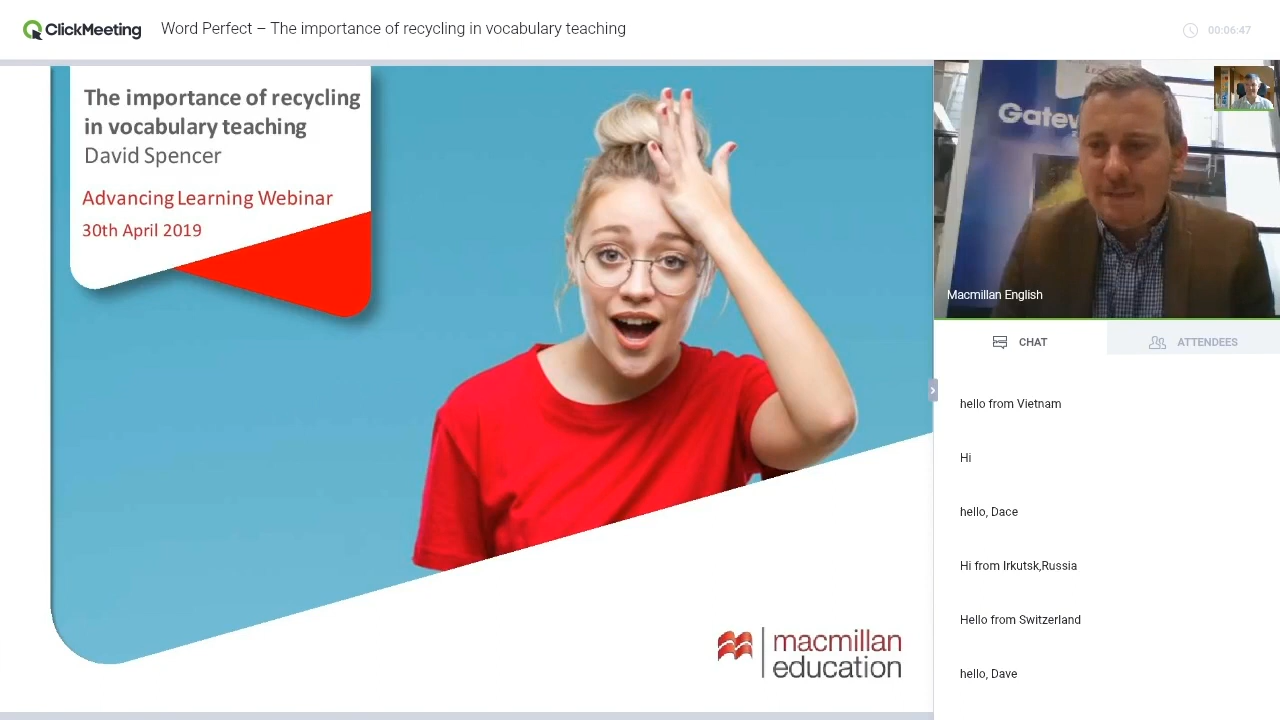 ClickMeeting
Word Perfect – The importance of recycling in vocabulary teaching
00:06:47
The importance of recycling
in vocabulary teaching
David Spencer
Advancing Learning Webinar
30th April 2019
macmillan
education
Macmillan English
CHAT
ATTENDEES
hello from Vietnam
Hi
hello, Dace
Hi from Irkutsk,Russia
Hello from Switzerland
hello, Dave